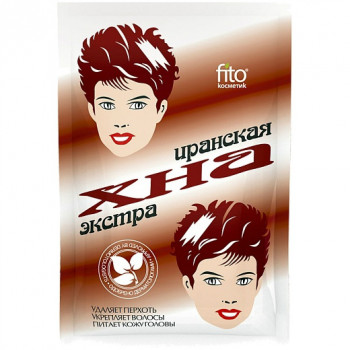 fito®
косметик
иранская
хна
экстра
УДАЛЯЕТ ПЕРХОТЬ
УКРЕПЛЯЕТ ВОЛОСЫ
ПИТАЕТ КОЖУ ГОЛОВЫ